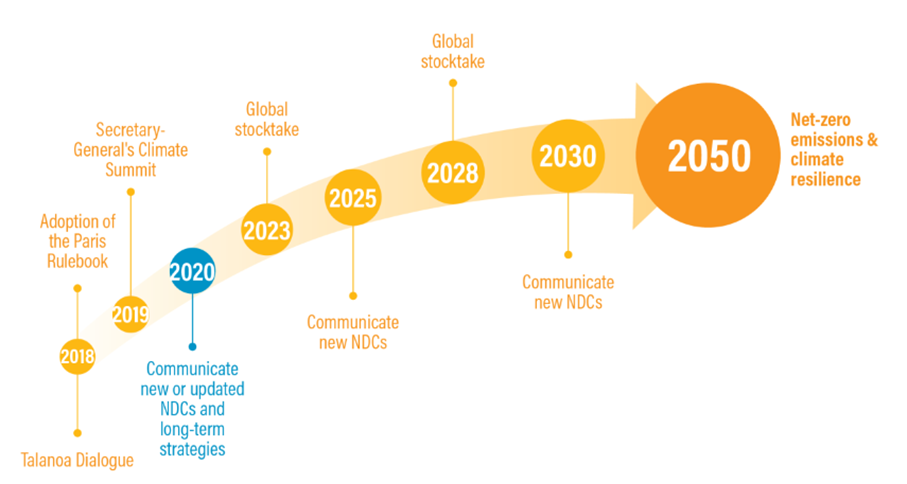 Global
stocktake
Global
stocktake
Secretary-
General's Climate
Summit
Adoption of
the Paris
Rulebook
2018
2019
2020
2023
2025
2028
2030
2050
Net-zero
emissions &
climate
resilience
Talanoa Dialogue
Communicate
new or updated
NDCs and
long-term
strategies
Communicate
new NDCs
Communicate
new NDCs